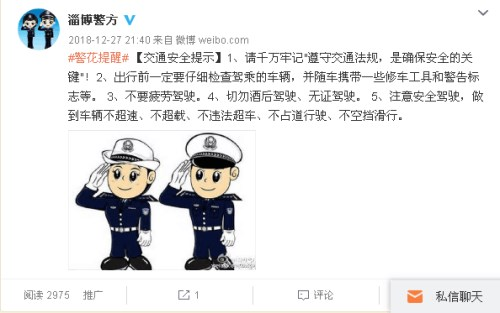 淄博警方
2018-12-27 21:40 来自 微博 weibo.com
#警花提醒# 【交通安全提示】1、请千万牢记"遵守交通法规，是确保安全的关
键"！2、出行前一定要仔细检查驾乘的车辆，并随车携带一些修车工具和警告标
志等。 3、不要疲劳驾驶。4、切勿酒后驾驶、无证驾驶。 5、注意安全驾驶，做
到车辆不超速、不超载、不违法超车、不占道行驶、不空挡滑行。
阅读 2975 推广 1 评论 私信聊天